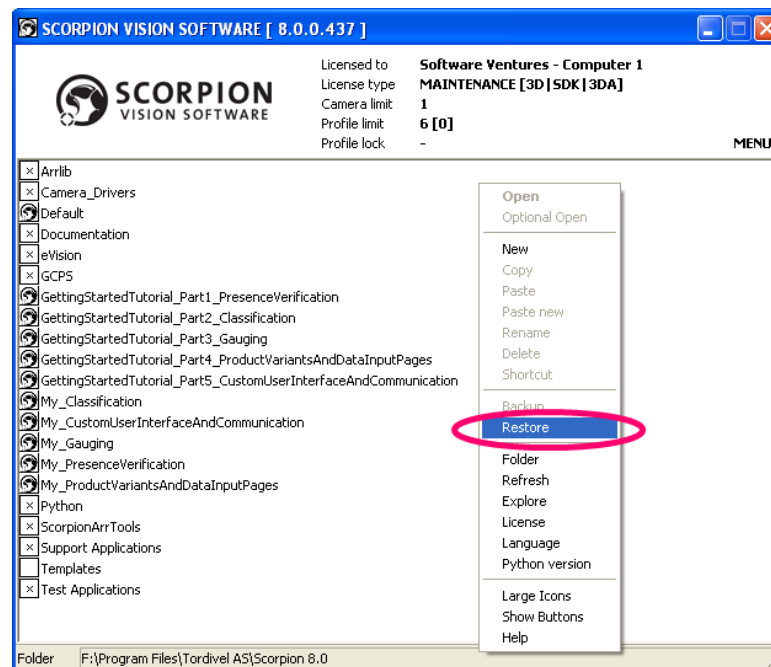 SCORPION VISION SOFTWARE [ 8.0.0.437 ]
SCORPION
VISION SOFTWARE
Licensed to Software Ventures - Computer 1
License type MAINTENANCE [3D|SDK|3DA]
Camera limit 1
Profile limit 6 [0]
Profile lock -
MENU
Arrlib
Camera_Drivers
Default
Documentation
eVision
GCPS
GettingStartedTutorial_Part1_PresenceVerification
GettingStartedTutorial_Part2_Classification
GettingStartedTutorial_Part3_Gauging
GettingStartedTutorial_Part4_ProductVariantsAndDataInputPages
GettingStartedTutorial_Part5_CustomUserInterfaceAndCommunication
My_Classification
My_CustomUserInterfaceAndCommunication
My_Gauging
My_PresenceVerification
My_ProductVariantsAndDataInputPages
Python
ScorpionArrTools
Support Applications
Templates
Test Applications
Open
Optional Open
New
Copy
Paste
Paste new
Rename
Delete
Shortcut
Backup
Restore
Folder
Refresh
Explore
License
Language
Python version
Large Icons
Show Buttons
Help
Folder F:\Program Files\Tordivel AS\Scorpion 8.0